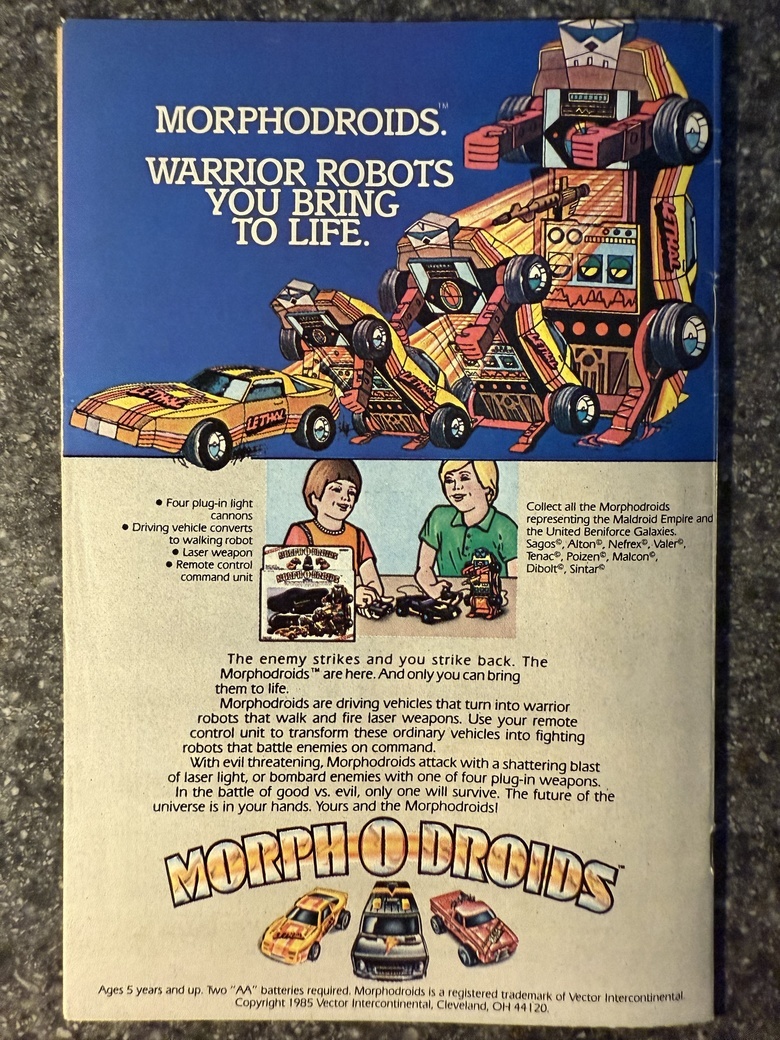 MORPHODROIDS.™
WARRIOR ROBOTS
YOU BRING
TO LIFE.
LETHAL
LETHAL
LETHAL
LETHAL
LETHAL
• Four plug-in light
cannons
• Driving vehicle converts
to walking robot
• Laser weapon
• Remote control
command unit
MORPH-O-DROIDS
MORPH-O-DROIDS
Collect all the Morphodroids
representing the Maldroid Empire and
the United Beniforce Galaxies.
Sagos©, Alton©, Nefrex©, Valer©,
Tenac©, Poizen©, Malcon©,
Dibolt©, Sintar©
The enemy strikes and you strike back. The
Morphodroids™ are here. And only you can bring
them to life.
Morphodroids are driving vehicles that turn into warrior
robots that walk and fire laser weapons. Use your remote
control unit to transform these ordinary vehicles into fighting
robots that battle enemies on command.
With evil threatening, Morphodroids attack with a shattering blast
of laser light, or bombard enemies with one of four plug-in weapons.
In the battle of good vs. evil, only one will survive. The future of the
universe is in your hands. Yours and the Morphodroids!
MORPH O DROIDS™
Ages 5 years and up. Two "AA" batteries required. Morphodroids is a registered trademark of Vector Intercontinental.
Copyright 1985 Vector Intercontinental, Cleveland, OH 44120.